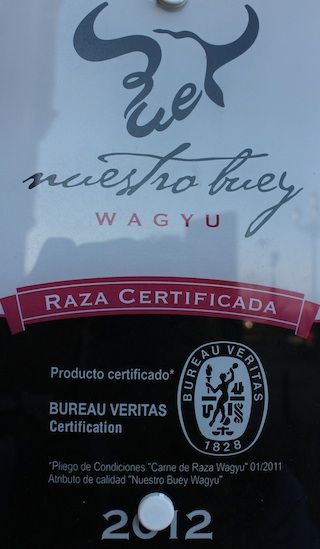 Buey
nuestro buey
WAGYU
RAZA CERTIFICADA
Producto certificado*
BUREAU VERITAS
Certification
BUREAU VERITAS
1828
*Pliego de Condiciones "Carne de Raza Wagyu" 01/2011
Atributo de calidad "Nuestro Buey Wagyu"
2012